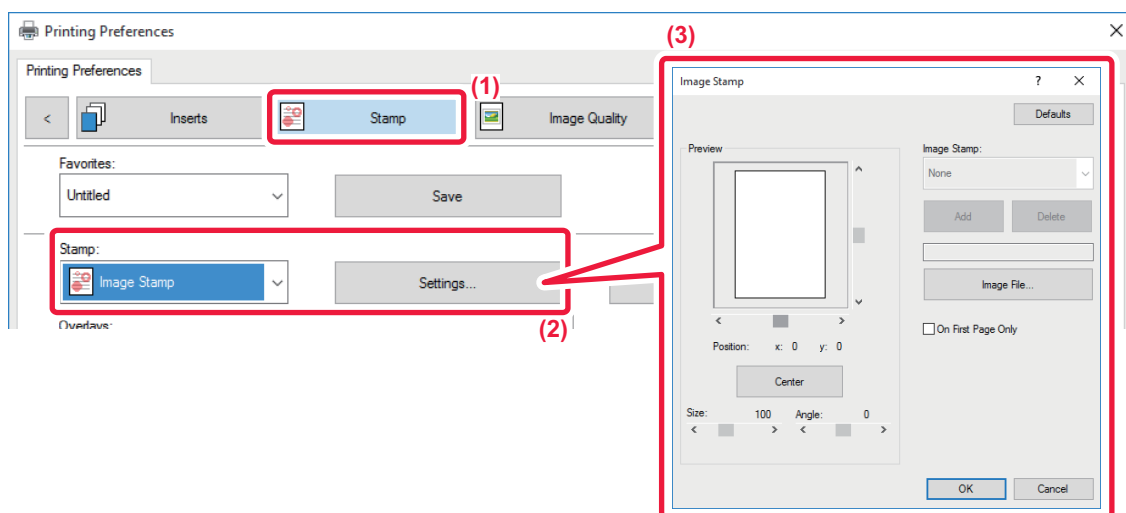 Printing Preferences
(3)
Printing Preferences
(1)
<
Inserts
Stamp
Image Quality
Favorites:
Untitled
Save
Stamp:
Image Stamp
Settings...
Overlays:
(2)
Image Stamp
?
Defaults
Preview
Position: x: 0 y: 0
Center
Size: 100 Angle: 0
< > < >
Image Stamp:
None
Add Delete
Image File...
On First Page Only
OK Cancel